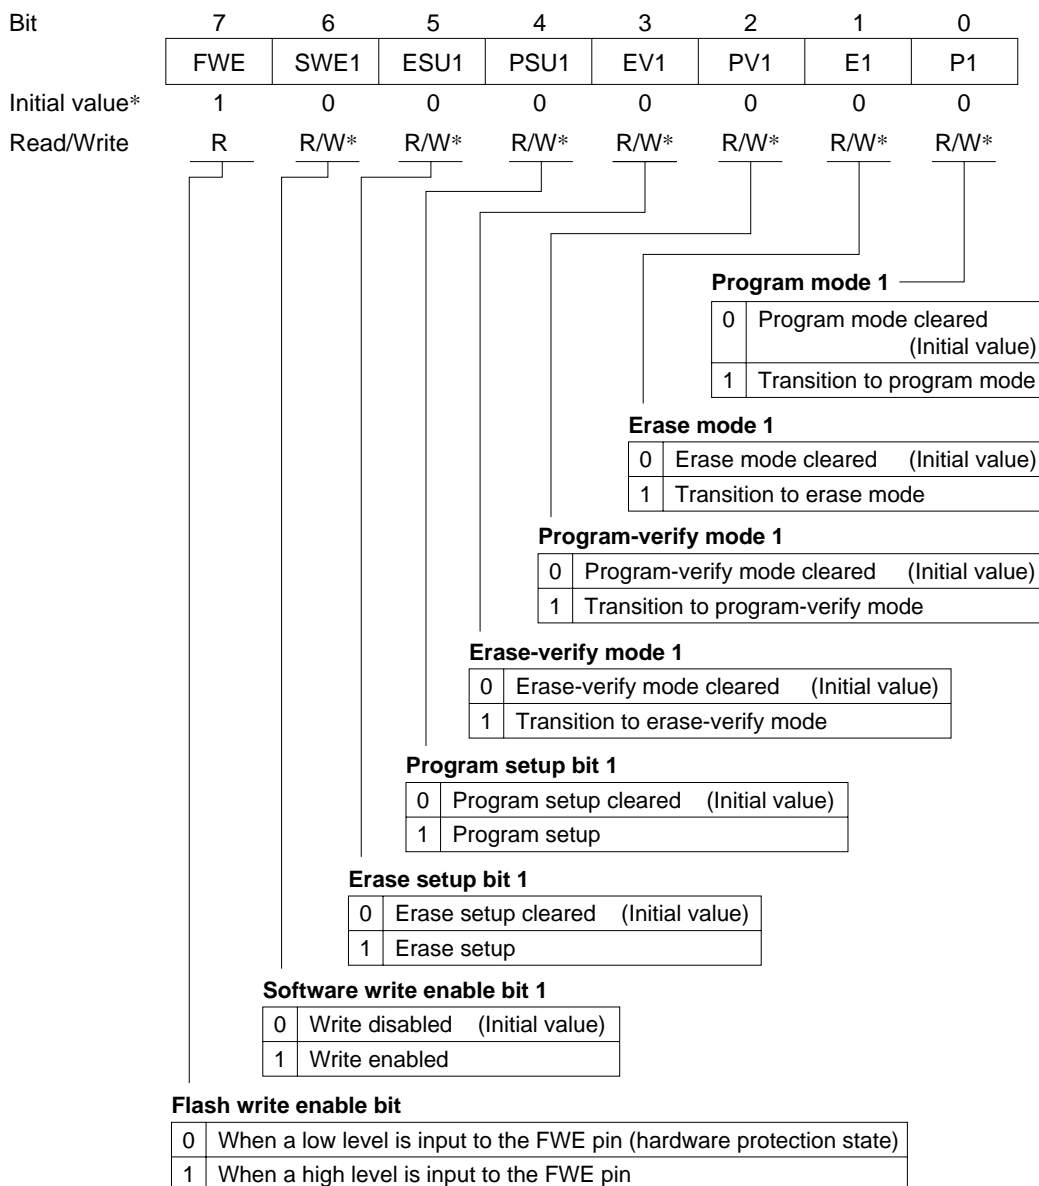 Bit 7 6 5 4 3 2 1 0
FWE SWE1 ESU1 PSU1 EV1 PV1 E1 P1
Initial value* 1 0 0 0 0 0 0 0
Read/Write R R/W* R/W* R/W* R/W* R/W* R/W* R/W*
Program mode 1
0 Program mode cleared
(Initial value)
1 Transition to program mode
Erase mode 1
0 Erase mode cleared (Initial value)
1 Transition to erase mode
Program-verify mode 1
0 Program-verify mode cleared (Initial value)
1 Transition to program-verify mode
Erase-verify mode 1
0 Erase-verify mode cleared (Initial value)
1 Transition to erase-verify mode
Program setup bit 1
0 Program setup cleared (Initial value)
1 Program setup
Erase setup bit 1
0 Erase setup cleared (Initial value)
1 Erase setup
Software write enable bit 1
0 Write disabled (Initial value)
1 Write enabled
Flash write enable bit
0 When a low level is input to the FWE pin (hardware protection state)
1 When a high level is input to the FWE pin